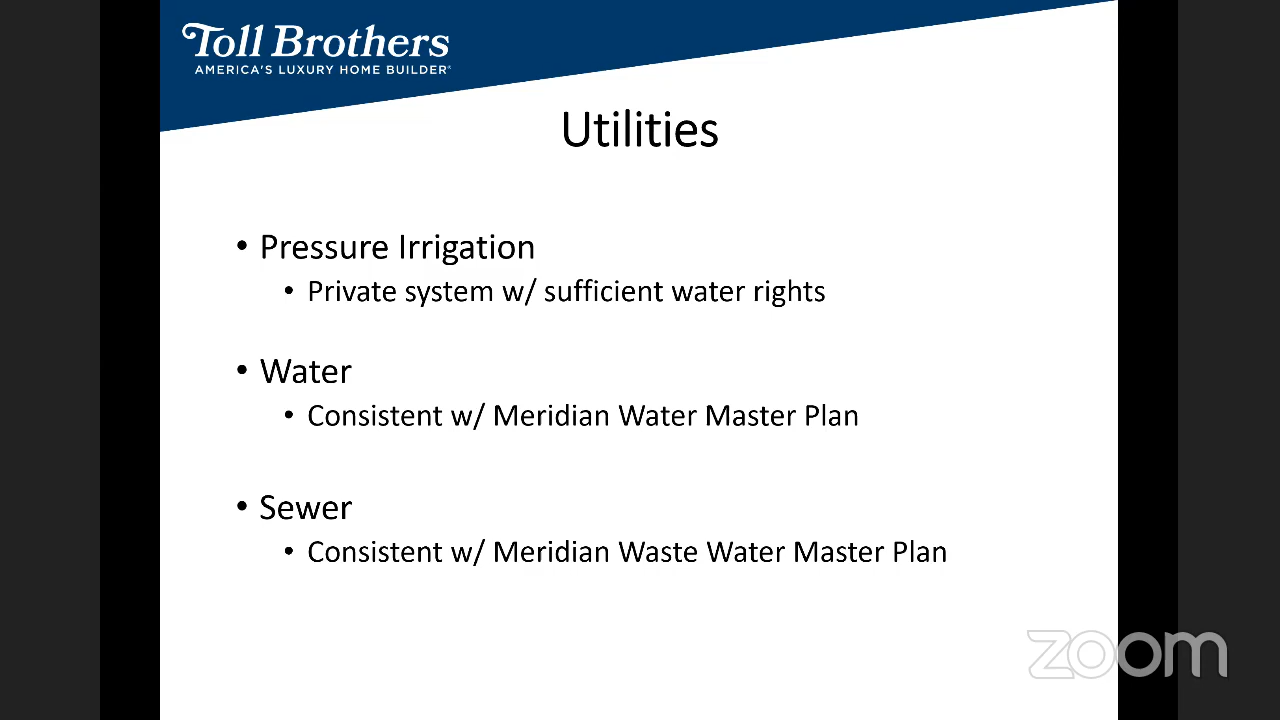 Toll Brothers
AMERICA'S LUXURY HOME BUILDER®
Utilities
• Pressure Irrigation
• Private system w/ sufficient water rights
• Water
• Consistent w/ Meridian Water Master Plan
• Sewer
• Consistent w/ Meridian Waste Water Master Plan
zoom